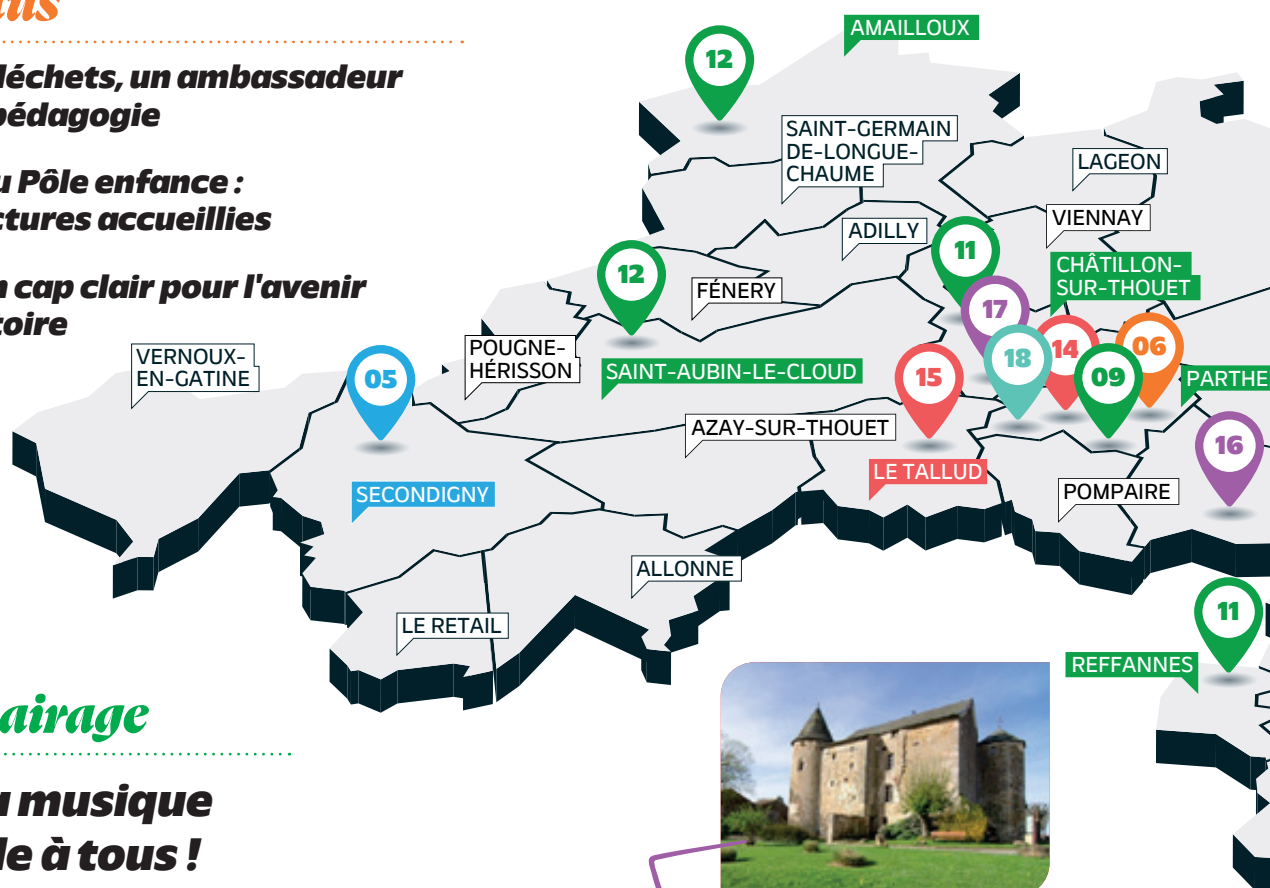 léchets, un ambassadeur
pédagogie
Pôle enfance :
ctures accueillies
cap clair pour l'avenir
toire
airage
musique
le à tous !
12
AMAILLOUX
SAINT-GERMAIN
DE-LONGUE-
CHAUME
LAGEON
VIENNAY
ADILLY
11
12
CHÂTILLON-
SUR-THOUET
FÉNERY
17
VERNOUX-
EN-GATINE
05
POUGNE-
HÉRISSON
SAINT-AUBIN-LE-CLOUD
15
18
14
09
06
PARTHE
AZAY-SUR-THOUET
16
LE TALLUD
SECONDIGNY
POMPAIRE
ALLONNE
LE RETAIL
11
REFFANNES